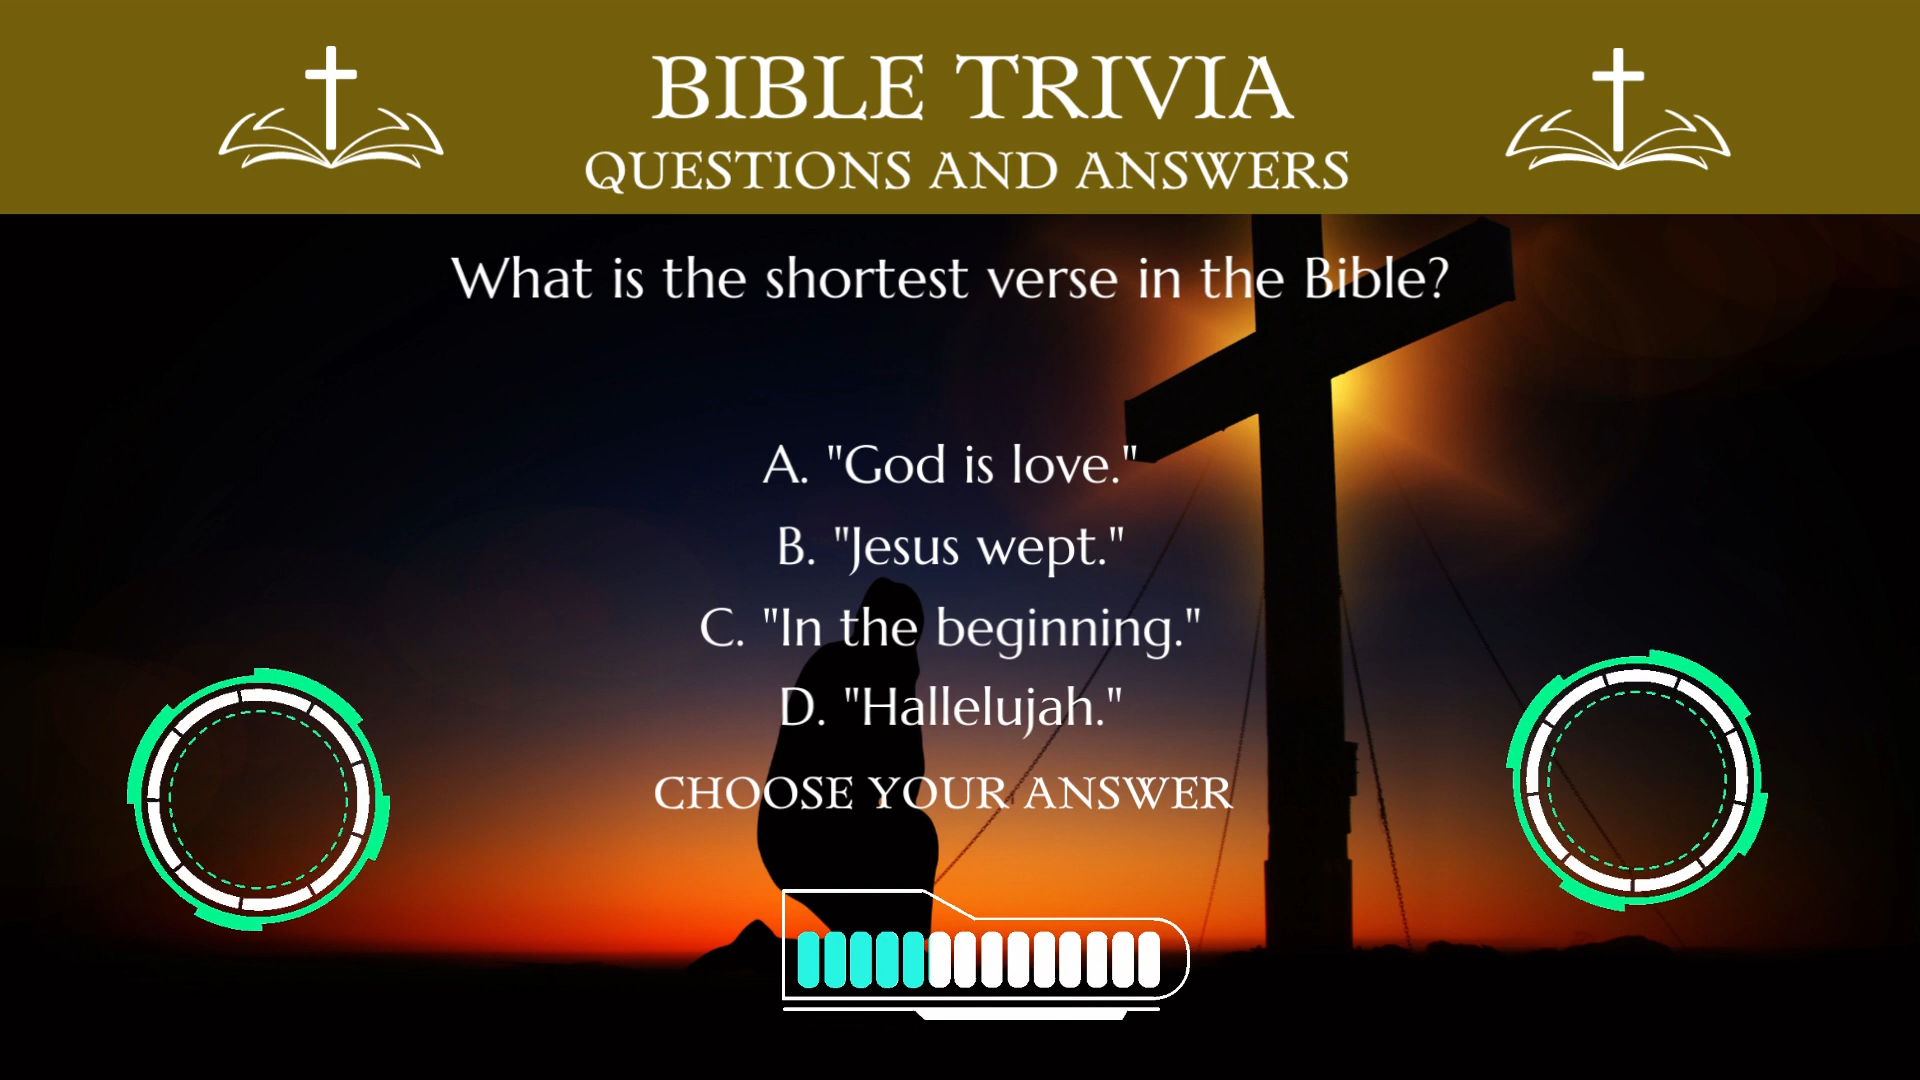 BIBLE TRIVIA
QUESTIONS AND ANSWERS
What is the shortest verse in the Bible?
A. "God is love."
B. "Jesus wept."
C. "In the beginning."
D. "Hallelujah."
CHOOSE YOUR ANSWER